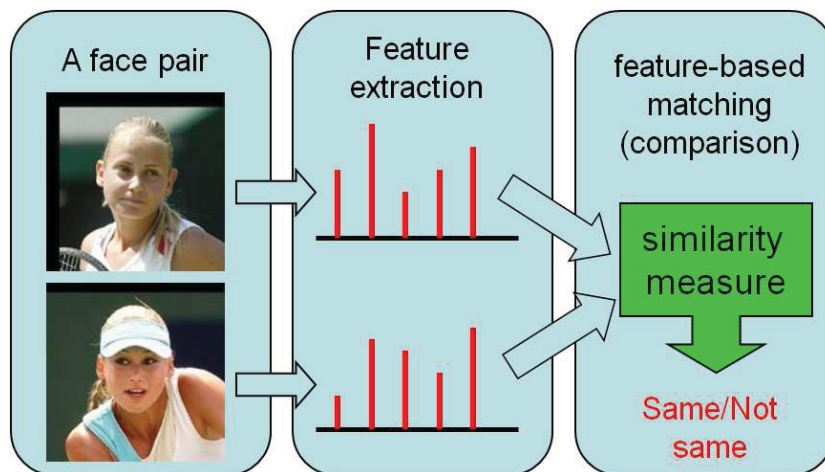 A face pair
Feature
extraction
feature-based
matching
(comparison)
similarity
measure
Same/Not
same